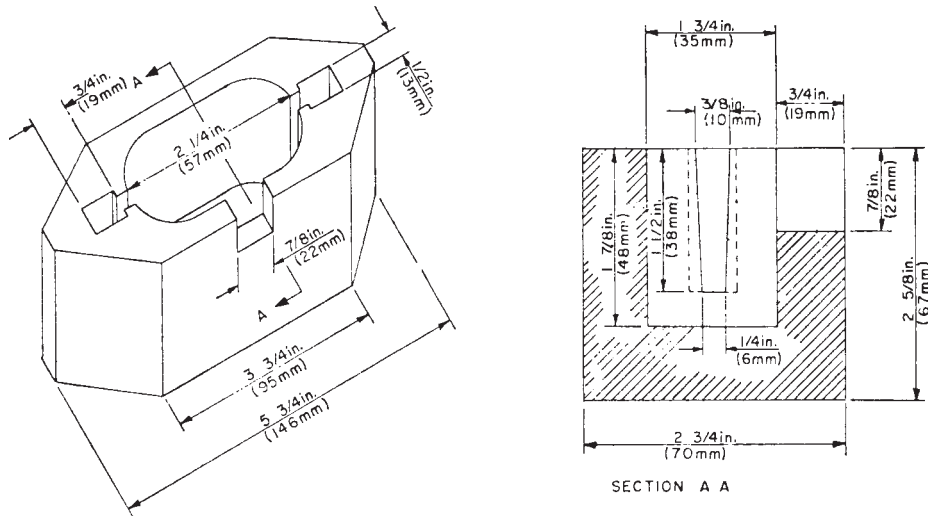 3/4in.
(19mm)
A
2 1/4in.
(57mm)
1/2in.
(13mm)
7/8in.
(22mm)
A
3 3/4in.
(95mm)
5 3/4in.
(146mm)
1 3/4in.
(35mm)
3/8in.
(10mm)
3/4in.
(19mm)
1 7/8in.
(48mm)
1 1/2in.
(38mm)
7/8in.
(22mm)
2 5/8in.
(67mm)
1/4in.
(6mm)
2 3/4in.
(70mm)
SECTION A A